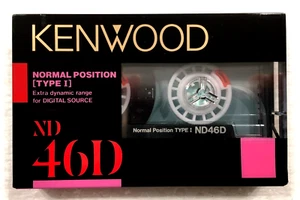 KENWOOD
NORMAL POSITION
[TYPE I]
Extra dynamic range
for DIGITAL SOURCE
ND
46D
Normal Position TYPE I ND46D